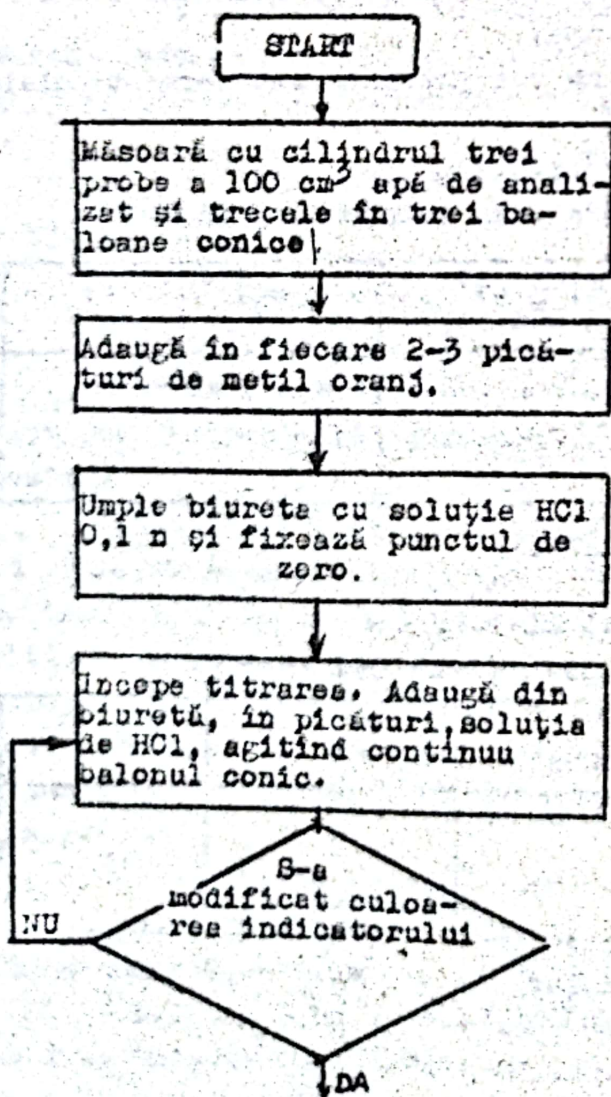 START
Măsoară cu cilindrul trei
probe a 100 cm³ apă de anali-
zat și trecele în trei ba-
loane conice
Adaugă în fiecare 2-3 pică-
turi de metil oranj.
Umple biureta cu soluție HCl
0,1 n și fixează punctul de
zero.
Incepe titrarea. Adaugă din
biuretă, în picături, soluția
de HCl, agitînd continuu
balonul conic.
S-a
modificat culoa-
rea indicatorului
NU
DA